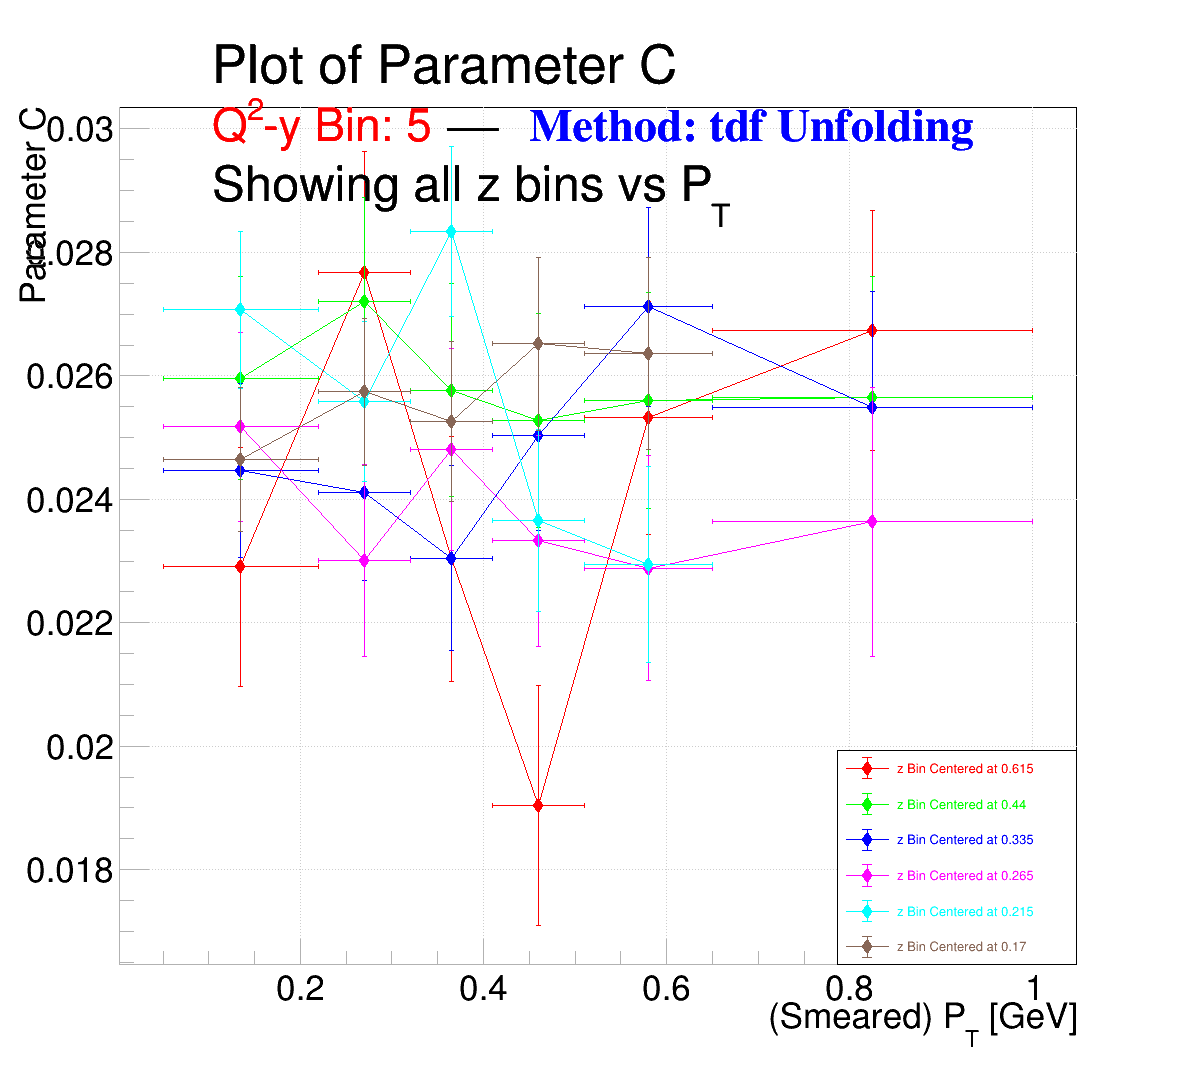 Plot of Parameter C
Q²-y Bin: 5 — Method: tdf Unfolding
Showing all z bins vs P_T
Parameter C
0.03
0.028
0.026
0.024
0.022
0.02
0.018
z Bin Centered at 0.615
z Bin Centered at 0.44
z Bin Centered at 0.335
z Bin Centered at 0.265
z Bin Centered at 0.215
z Bin Centered at 0.17
0.2 0.4 0.6 0.8 1
(Smeared) P_T [GeV]